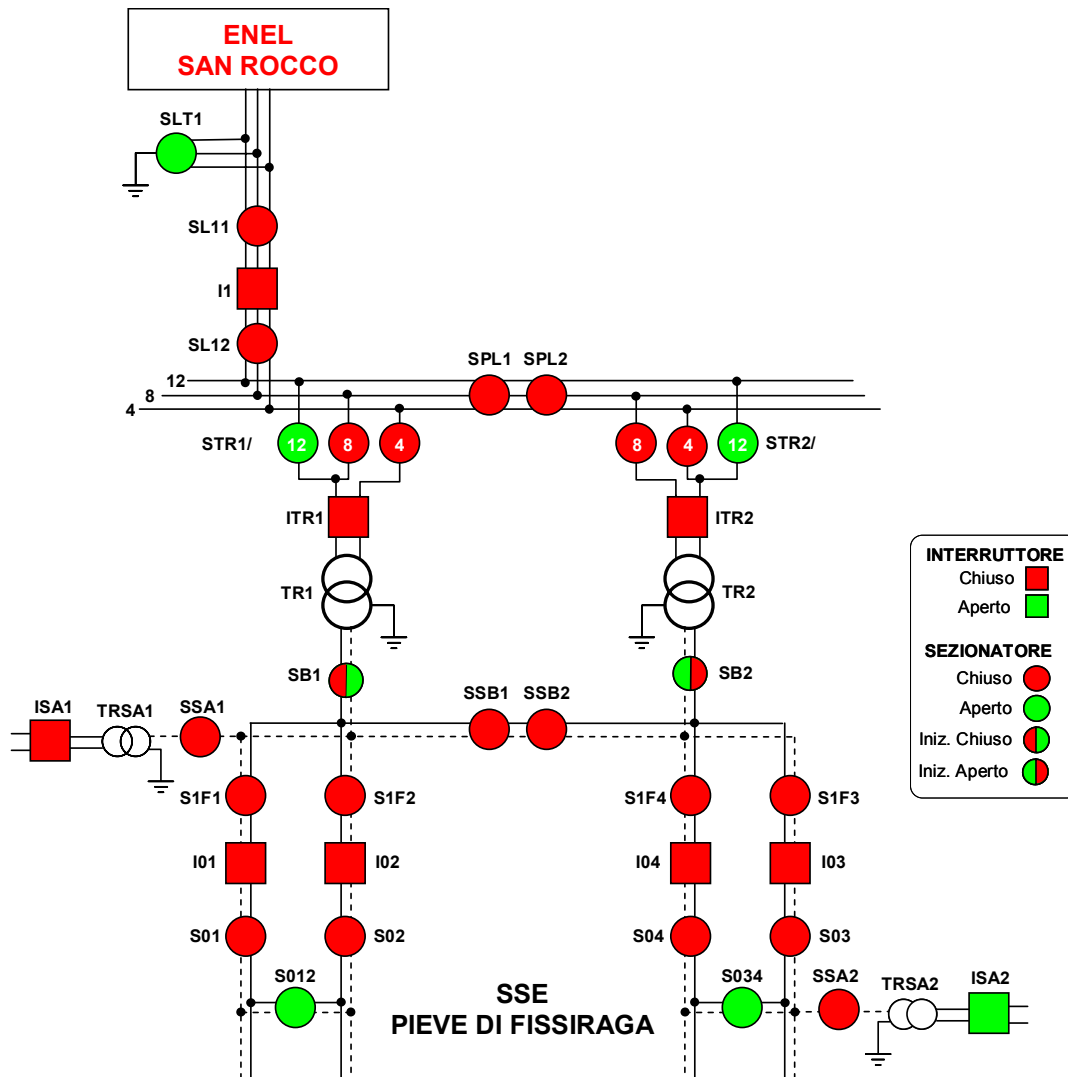 ENEL
SAN ROCCO
SLT1
SL11
I1
SL12
SPL1 SPL2
12
8
4
STR1/ 12 8 4
8 4 12 STR2/
ITR1
ITR2
TR1
TR2
SB1
SB2
SSB1 SSB2
ISA1 TRSA1 SSA1
S1F1
S1F2
S1F4
S1F3
I01
I02
I04
I03
S01
S02
S04
S03
S012
S034
SSA2
TRSA2
ISA2
SSE
PIEVE DI FISSIRAGA
INTERRUTTORE
Chiuso
Aperto
SEZIONATORE
Chiuso
Aperto
Iniz. Chiuso
Iniz. Aperto